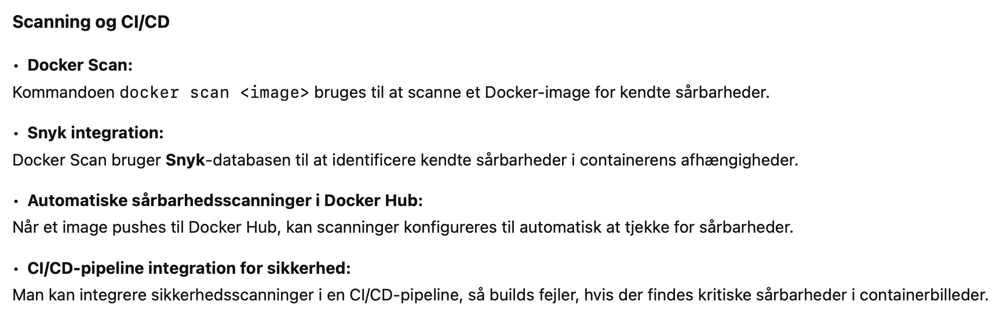 Scanning og CI/CD
• Docker Scan:
Kommandoen docker scan <image> bruges til at scanne et Docker-image for kendte sårbarheder.
• Snyk integration:
Docker Scan bruger Snyk-databasen til at identificere kendte sårbarheder i containerens afhængigheder.
• Automatiske sårbarhedsscanninger i Docker Hub:
Når et image pushes til Docker Hub, kan scanninger konfigureres til automatisk at tjekke for sårbarheder.
• CI/CD-pipeline integration for sikkerhed:
Man kan integrere sikkerhedsscanninger i en CI/CD-pipeline, så builds fejler, hvis der findes kritiske sårbarheder i containerbilleder.